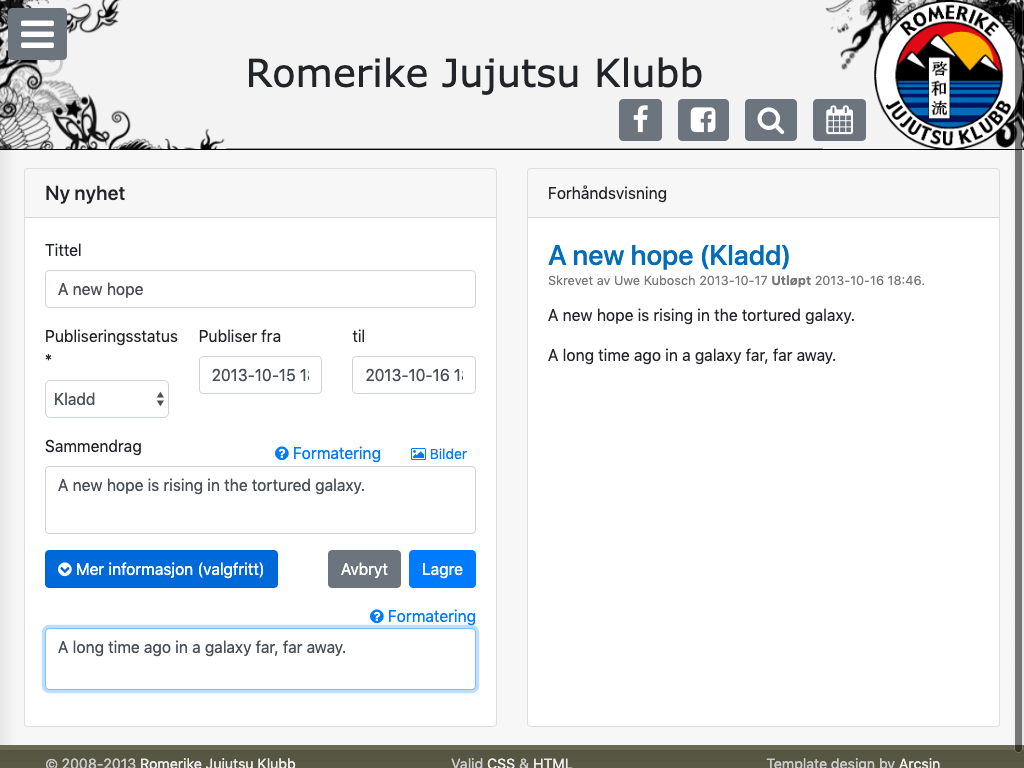 Romerike Jujutsu Klubb
ROMERIKE
啓和流
JUJUTSU KLUBB
Ny nyhet
Tittel
A new hope
Publiseringsstatus
*
Publiser fra
til
Kladd
2013-10-15 1
2013-10-16 1
Sammendrag
Formatering
Bilder
A new hope is rising in the tortured galaxy.
Mer informasjon (valgfritt)
Avbryt
Lagre
Formatering
A long time ago in a galaxy far, far away.
Forhåndsvisning
A new hope (Kladd)
Skrevet av Uwe Kubosch 2013-10-17 Utløpt 2013-10-16 18:46.
A new hope is rising in the tortured galaxy.
A long time ago in a galaxy far, far away.
© 2008-2013 Romerike Jujutsu Klubb
Valid CSS & HTML
Template design by Arcsin